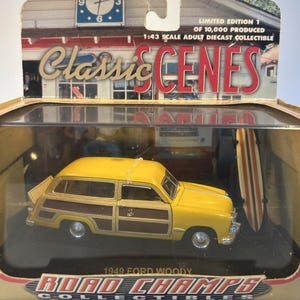 LIMITED EDITION 1
OF 10,000 PRODUCED
1:43 SCALE ADULT DIECAST COLLECTIBLE
Classic SCENES
1949 FORD WOODY
ROAD CHAMPS
COLLECTIBLES